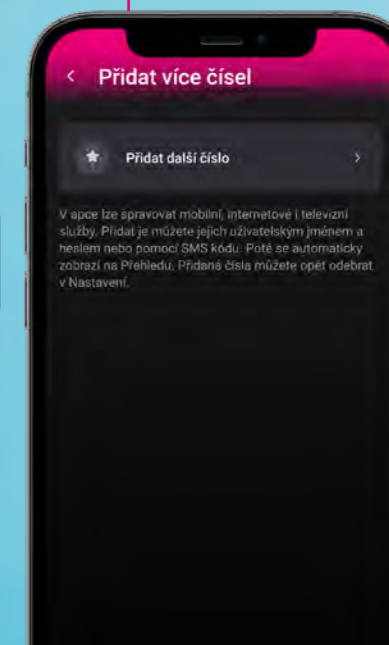 Přidat více čísel
Přidat další číslo
V apce lze spravovat mobilní, internetové i televizní
služby. Přidat je můžete jejich uživatelským jménem a
heslem nebo pomocí SMS kódu. Poté se automaticky
zobrazí na Přehledu. Přidaná čísla můžete opět odebrat
v Nastavení.